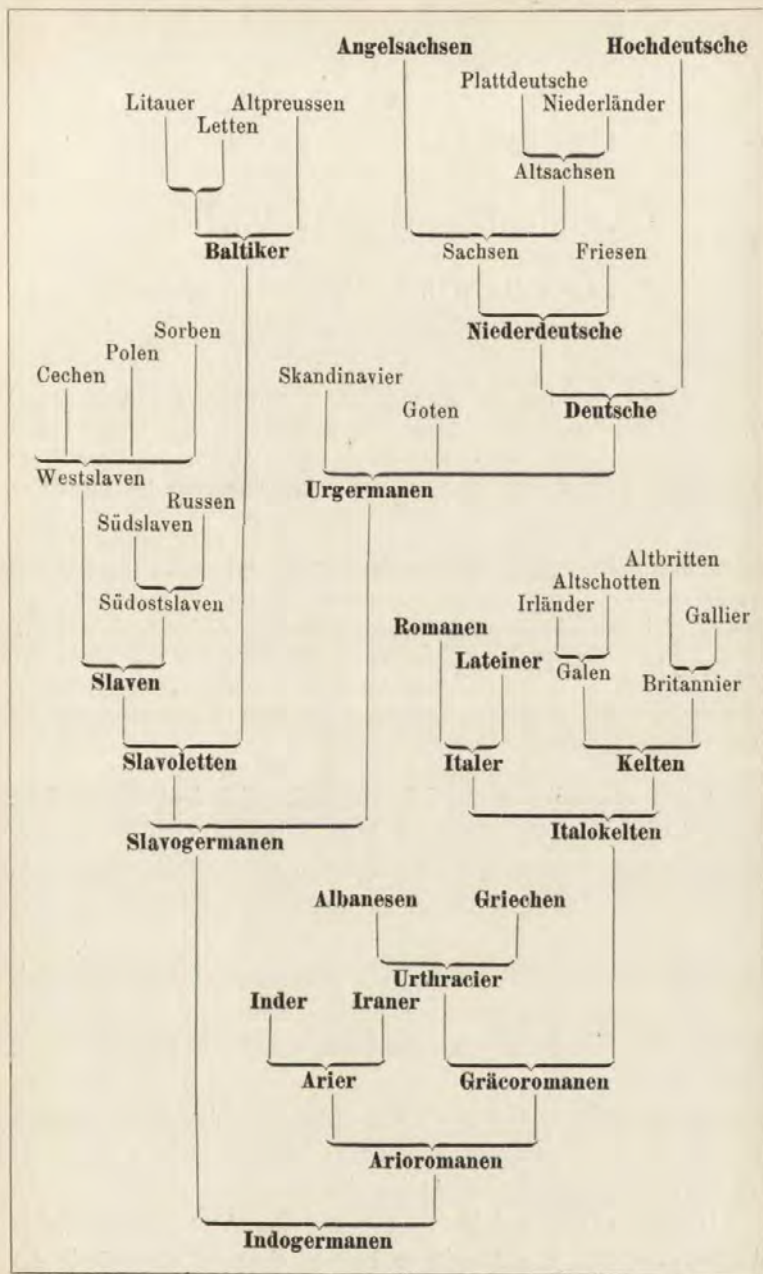 Angelsachsen Hochdeutsche
Plattdeutsche
Litauer Altpreussen Niederländer
Letten
Altsachsen
Baltiker Sachsen Friesen
Sorben Niederdeutsche
Polen
Cechen Skandinavier
Goten Deutsche
Westslaven Urgermanen
Russen
Südslaven
Altbritten
Altschotten
Südostslaven Irländer Gallier
Romanen
Lateiner Galen
Slaven Britannier
Slavoletten Italer Kelten
Slavogermanen Italokelten
Albanesen Griechen
Urthracier
Inder Iraner
Arier Gräcoromanen
Arioromanen
Indogermanen